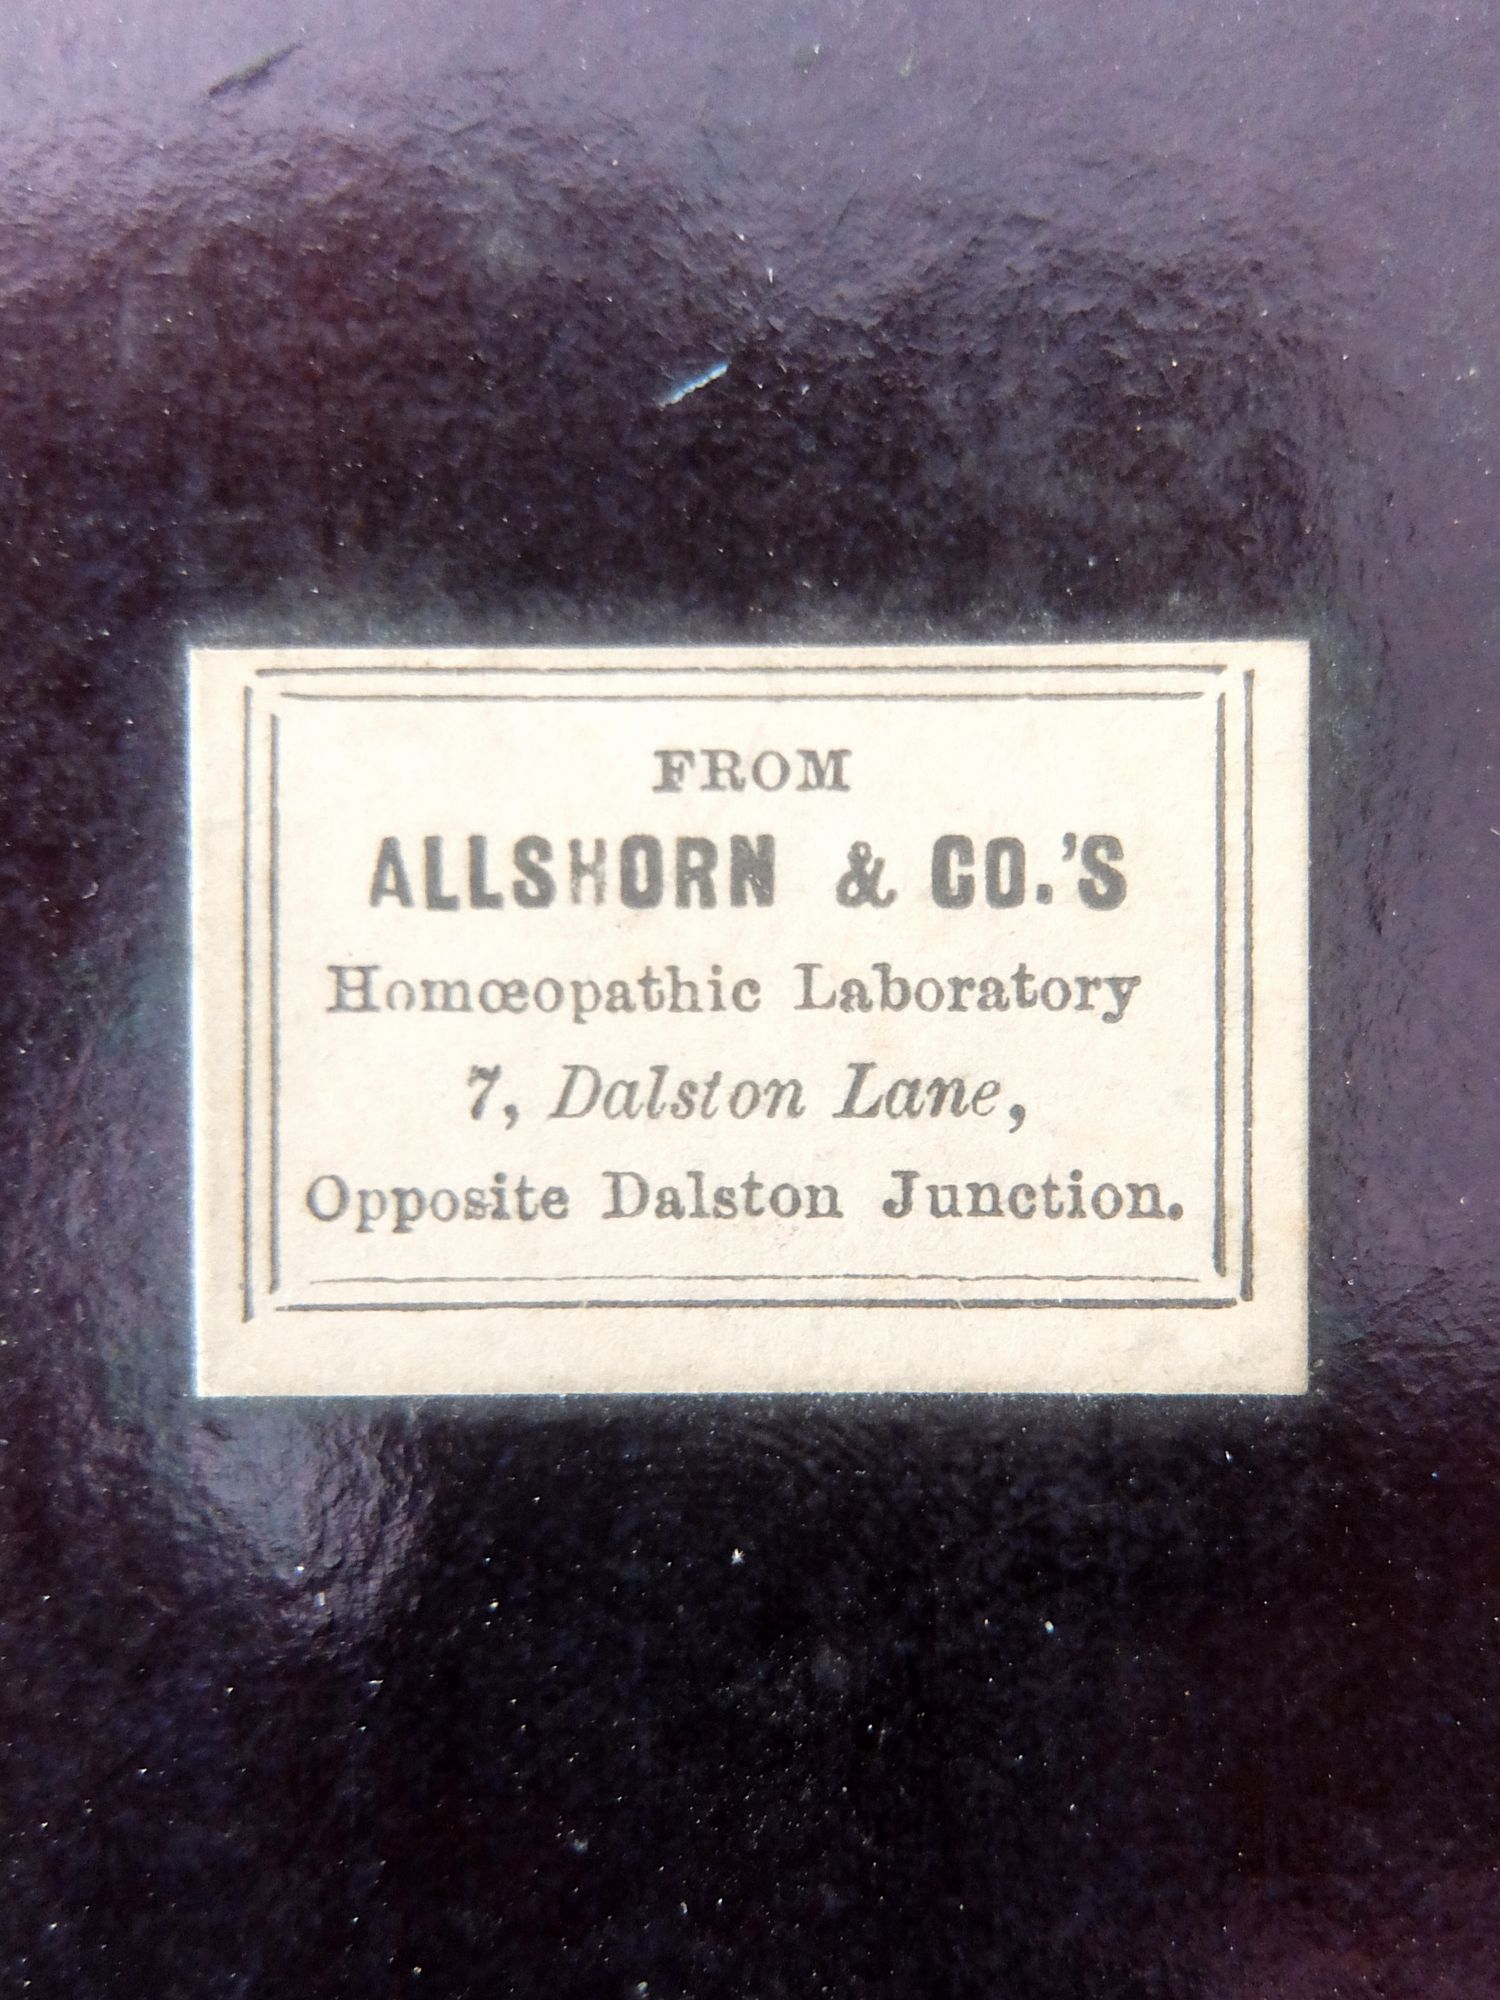 FROM
ALLSHORN & CO.'S
Homœopathic Laboratory
7, Dalston Lane,
Opposite Dalston Junction.